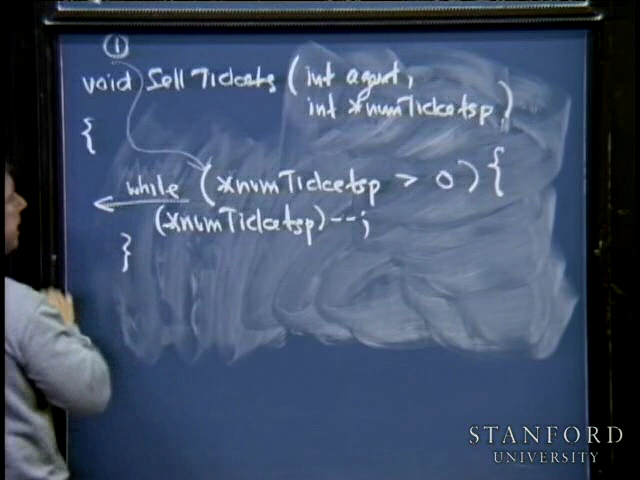 1
void SellTickets (int agent,
int *numTicketsp)
{
while (*numTicketsp > 0) {
(*numTicketsp)--;
}
STANFORD
UNIVERSITY